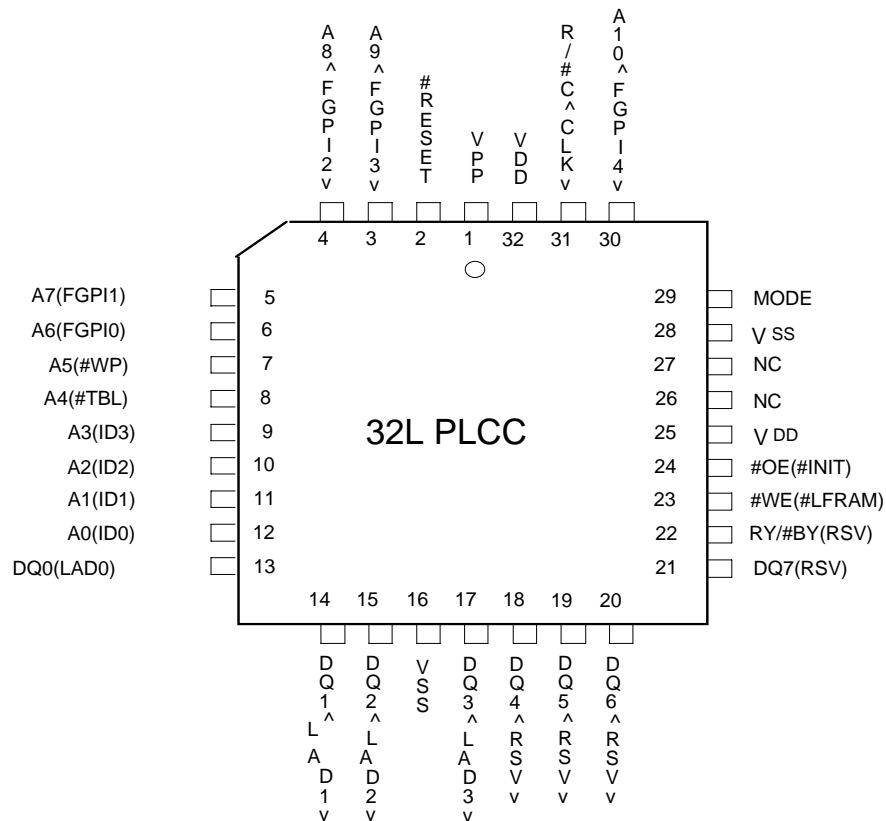 A8^FGPI2v
A9^FGPI3v
#RESET
VPP
VDD
R/#C^CLKv
A10^FGPI4v
4 3 2 1 32 31 30
A7(FGPI1) 5
A6(FGPI0) 6
A5(#WP) 7
A4(#TBL) 8
A3(ID3) 9
A2(ID2) 10
A1(ID1) 11
A0(ID0) 12
DQ0(LAD0) 13
32L PLCC
29 MODE
28 V SS
27 NC
26 NC
25 V DD
24 #OE(#INIT)
23 #WE(#LFRAM)
22 RY/#BY(RSV)
21 DQ7(RSV)
14 15 16 17 18 19 20
DQ1^LAD1v
DQ2^LAD2v
VSS
DQ3^LAD3v
DQ4^RSVv
DQ5^RSVv
DQ6^RSVv